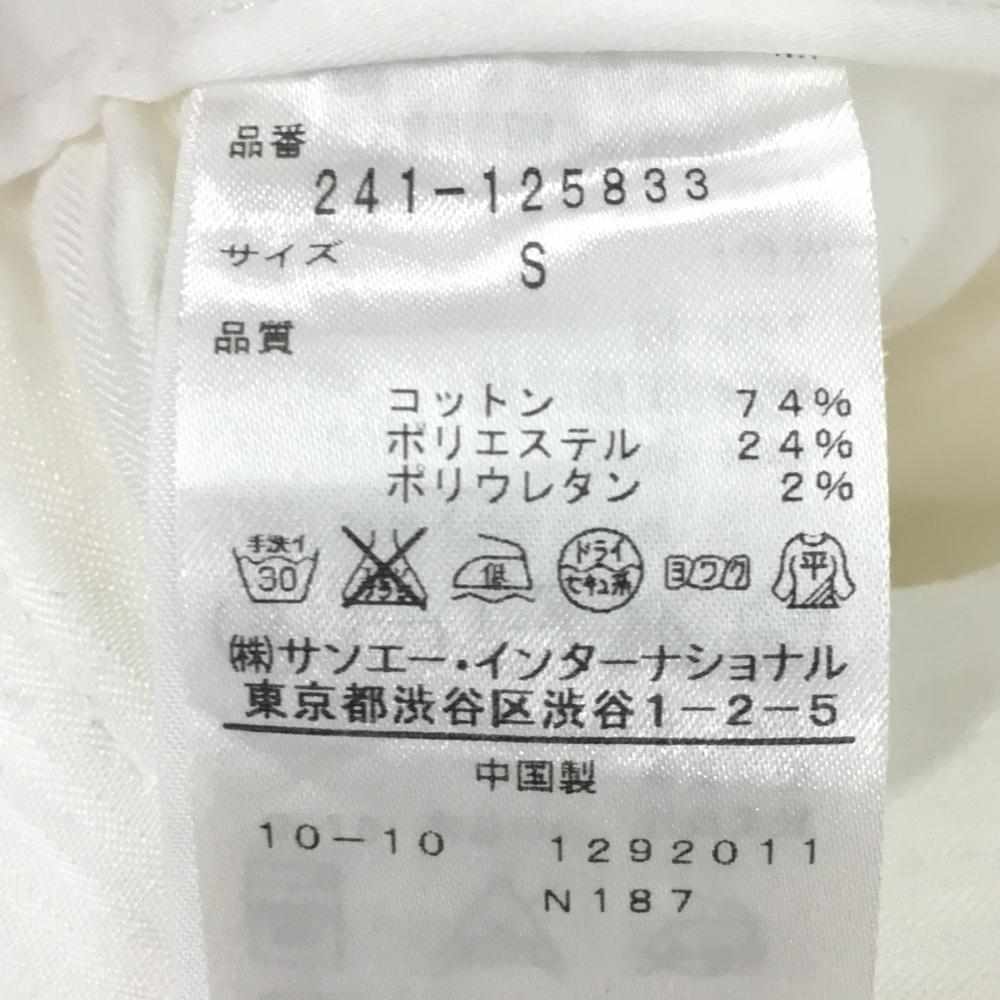 品番
241-125833
サイズ S
品質
コットン 74%
ポリエステル 24%
ポリウレタン 2%
手洗イ 30 低 ドライ セキユ系 ヨワク 平
㈱サンエー・インターナショナル
東京都渋谷区渋谷1-2-5
中国製
10-10 1292011
N187